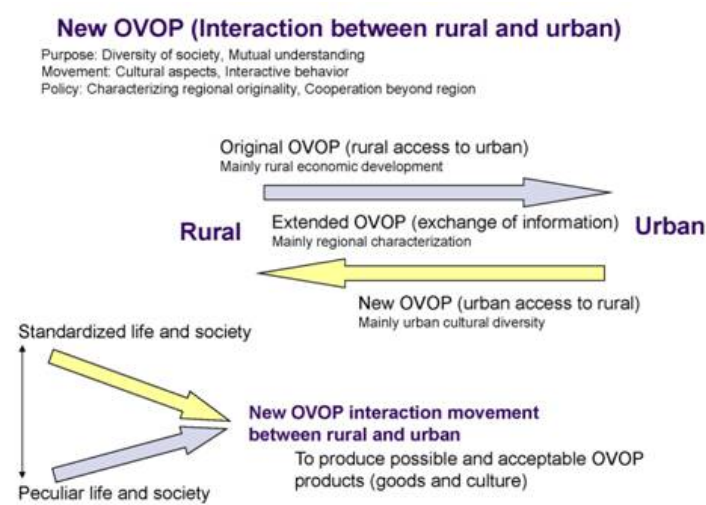 New OVOP (Interaction between rural and urban)
Purpose: Diversity of society, Mutual understanding
Movement: Cultural aspects, Interactive behavior
Policy: Characterizing regional originality, Cooperation beyond region
Original OVOP (rural access to urban)
Mainly rural economic development
Rural
Extended OVOP (exchange of information)
Mainly regional characterization
Urban
New OVOP (urban access to rural)
Mainly urban cultural diversity
Standardized life and society
New OVOP interaction movement
between rural and urban
To produce possible and acceptable OVOP
products (goods and culture)
Peculiar life and society